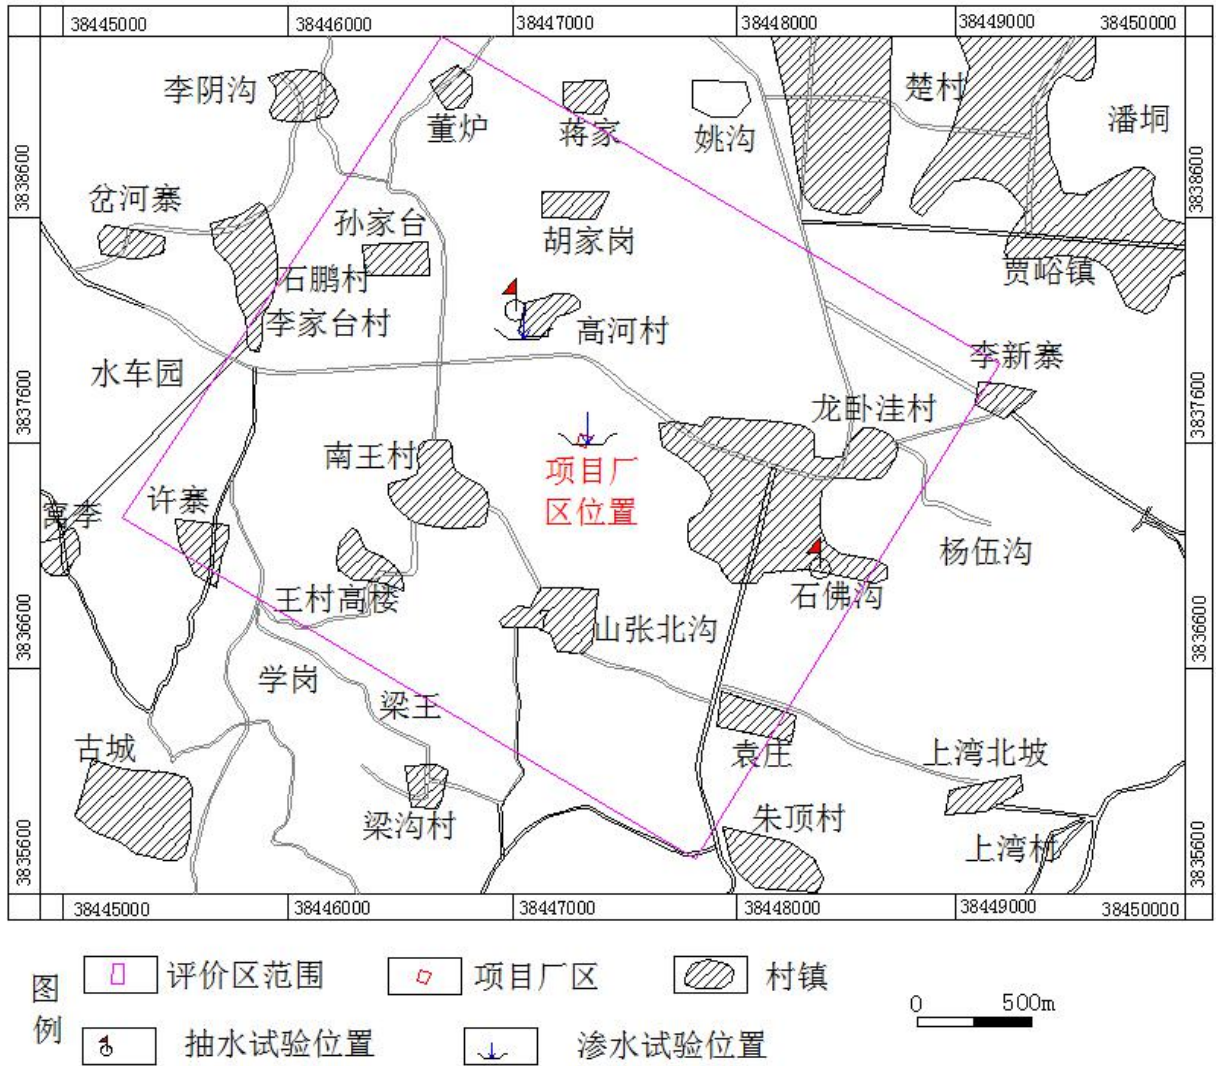 38445000 38446000 38447000 38448000 38449000 38450000
李阴沟
董炉
蒋家
姚沟
楚村
潘垌
3838600
3838600
岔河寨
孙家台
胡家岗
石鹏村
贾峪镇
李家台村
高河村
水车园
李新寨
3837600
3837600
龙卧洼村
南王村
项目厂
区位置
许寨
寓李
杨伍沟
王村高楼
石佛沟
山张北沟
3836600
3836600
学岗
梁王
古城
袁庄
上湾北坡
梁沟村
朱顶村
上湾村
3835600
3835600
38445000 38446000 38447000 38448000 38449000 38450000
图例
评价区范围
项目厂区
村镇
抽水试验位置
渗水试验位置
0 500m